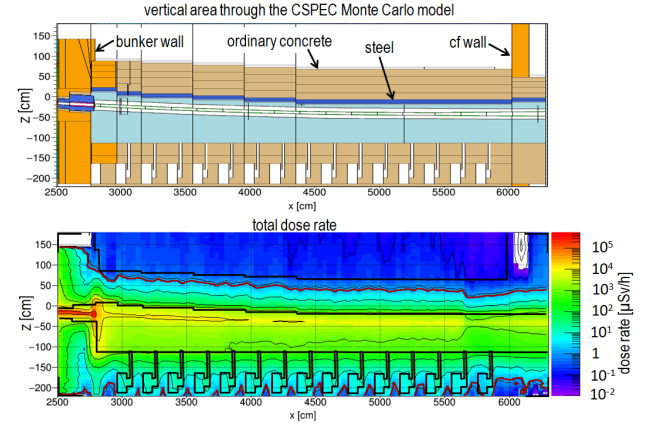 vertical area through the CSPEC Monte Carlo model
bunker wall
ordinary concrete
steel
cf wall
z [cm]
150
100
50
0
−50
−100
−150
−200
2500 3000 3500 4000 4500 5000 5500 6000
x [cm]
total dose rate
z [cm]
150
100
50
0
−50
−100
−150
−200
2500 3000 3500 4000 4500 5000 5500 6000
x [cm]
10⁵
10⁴
10³
10²
10
1
10⁻¹
10⁻²
dose rate [µSv/h]